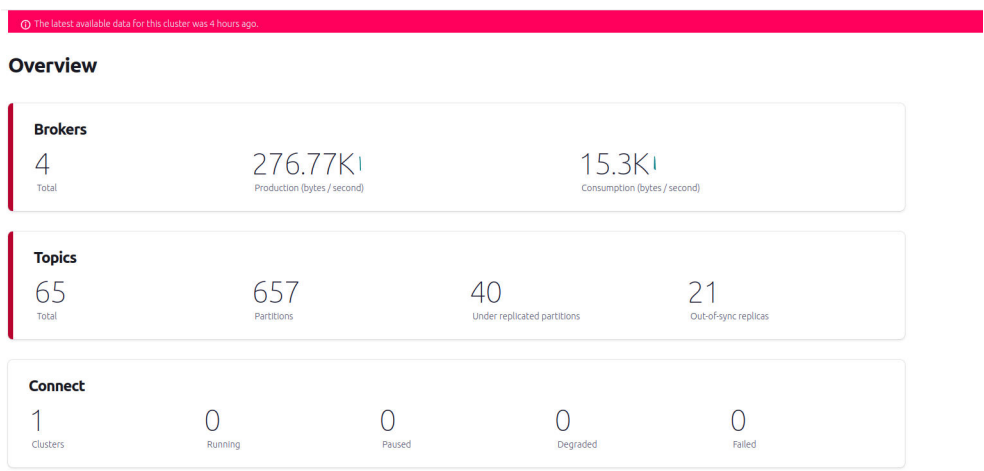 The latest available data for this cluster was 4 hours ago.
Overview
Brokers
4 276.77K 15.3K
Total Production (bytes / second) Consumption (bytes / second)
Topics
65 657 40 21
Total Partitions Under replicated partitions Out-of-sync replicas
Connect
1 0 0 0 0
Clusters Running Paused Degraded Failed